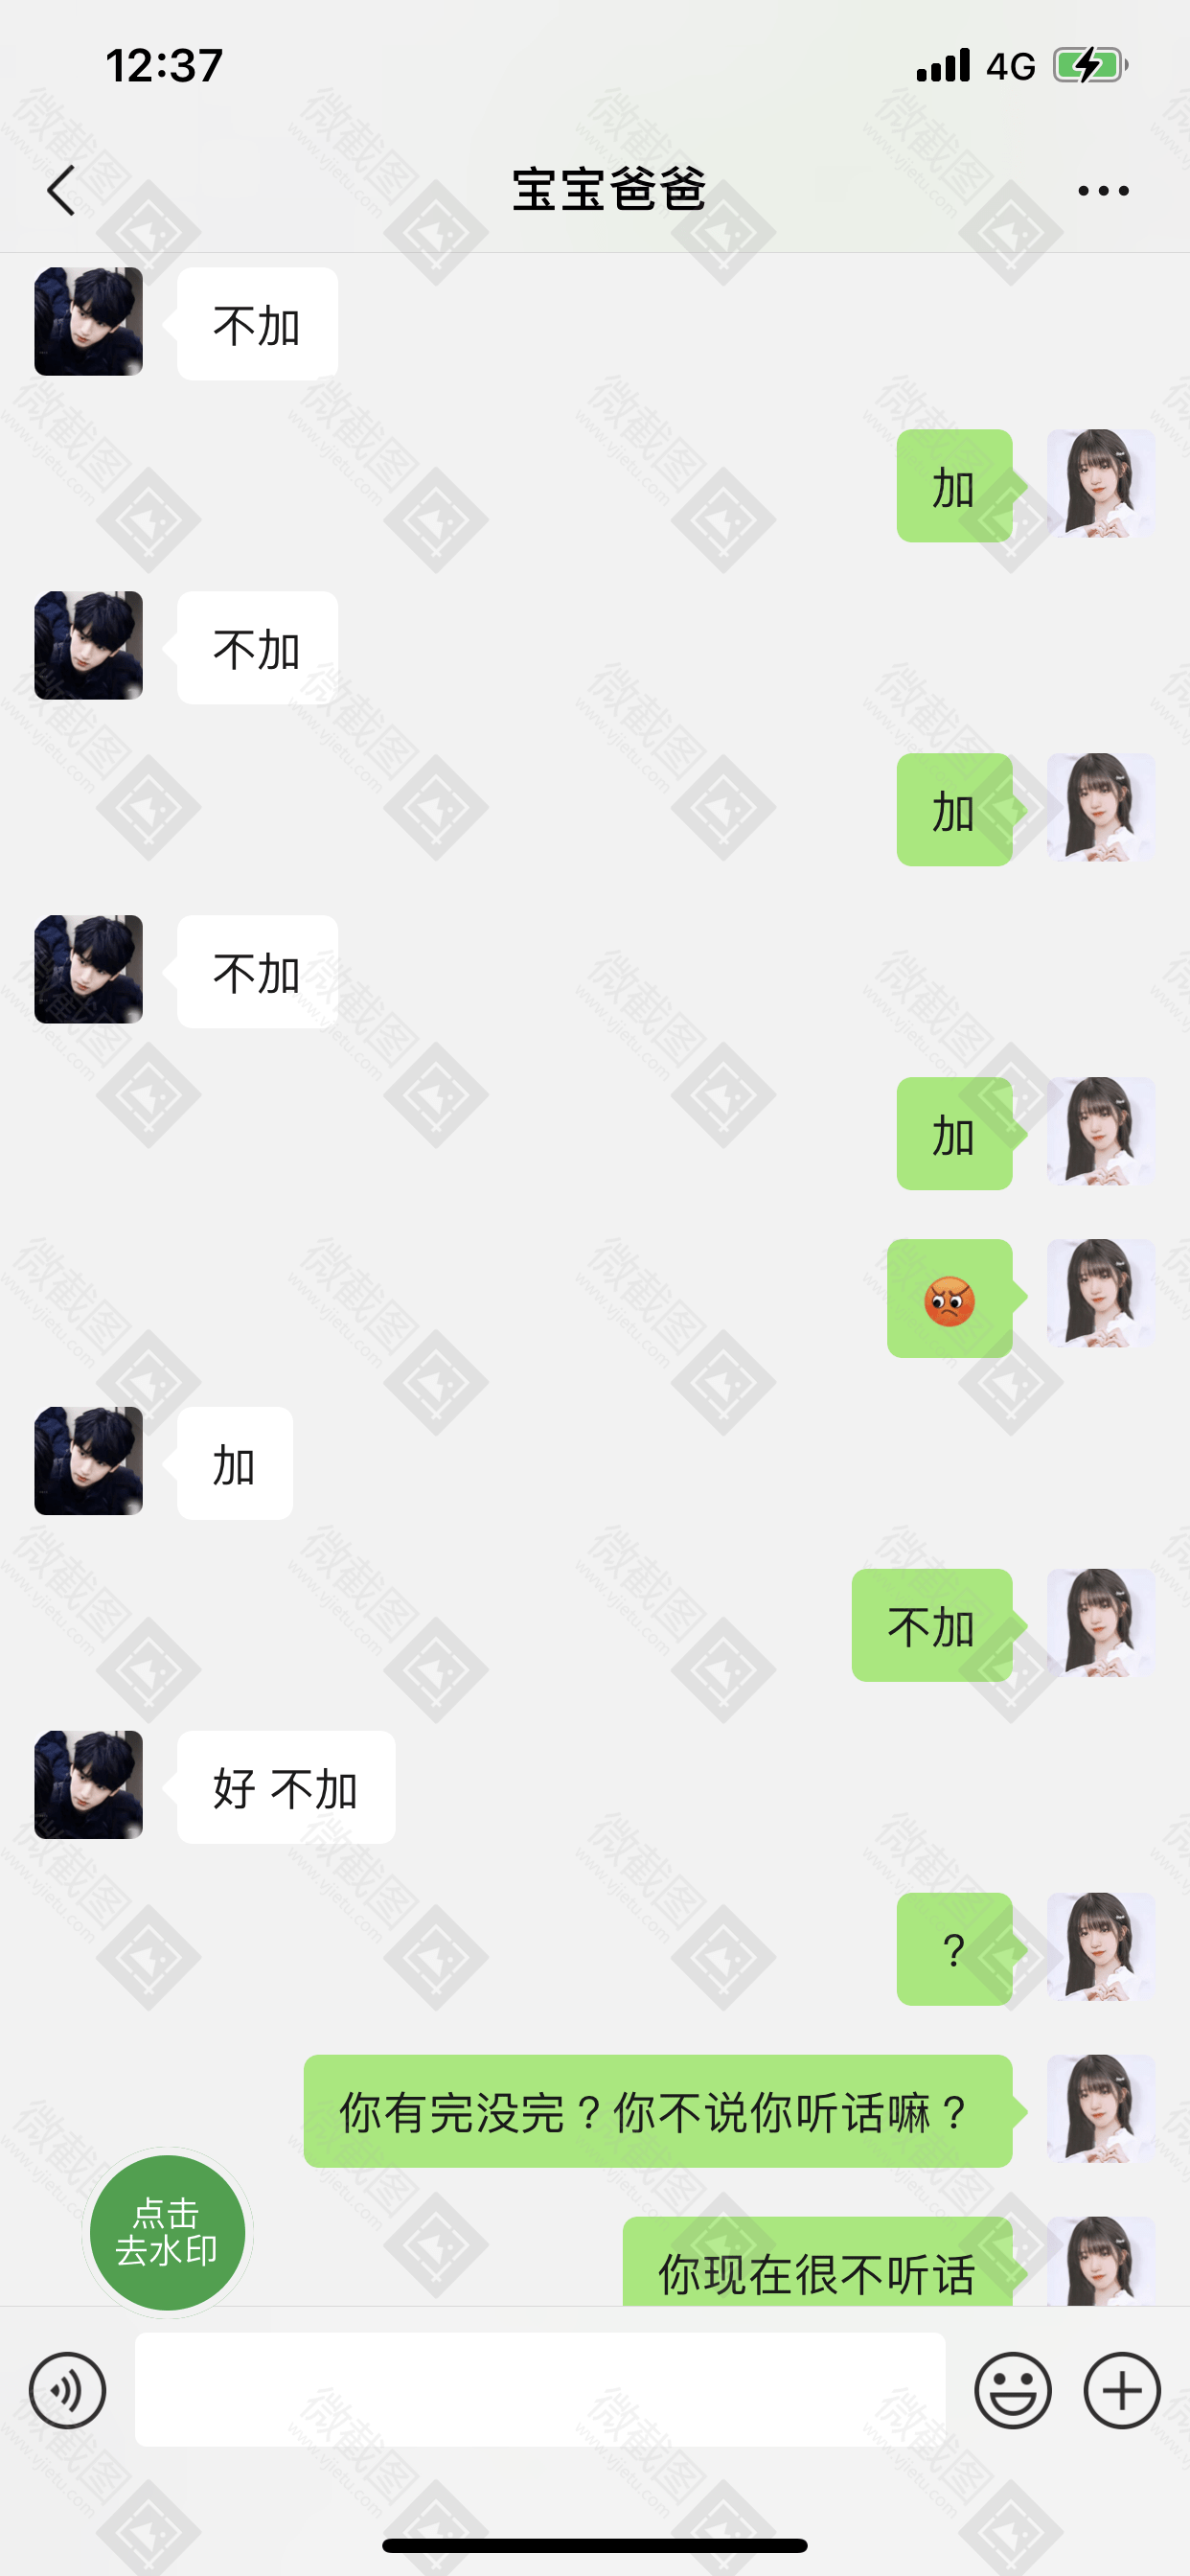 12:37
4G
宝宝爸爸
不加
加
不加
加
不加
加
加
不加
好 不加
?
你有完没完?你不说你听话嘛?
你现在很不听话
点击
去水印
微截图
www.vjietu.com